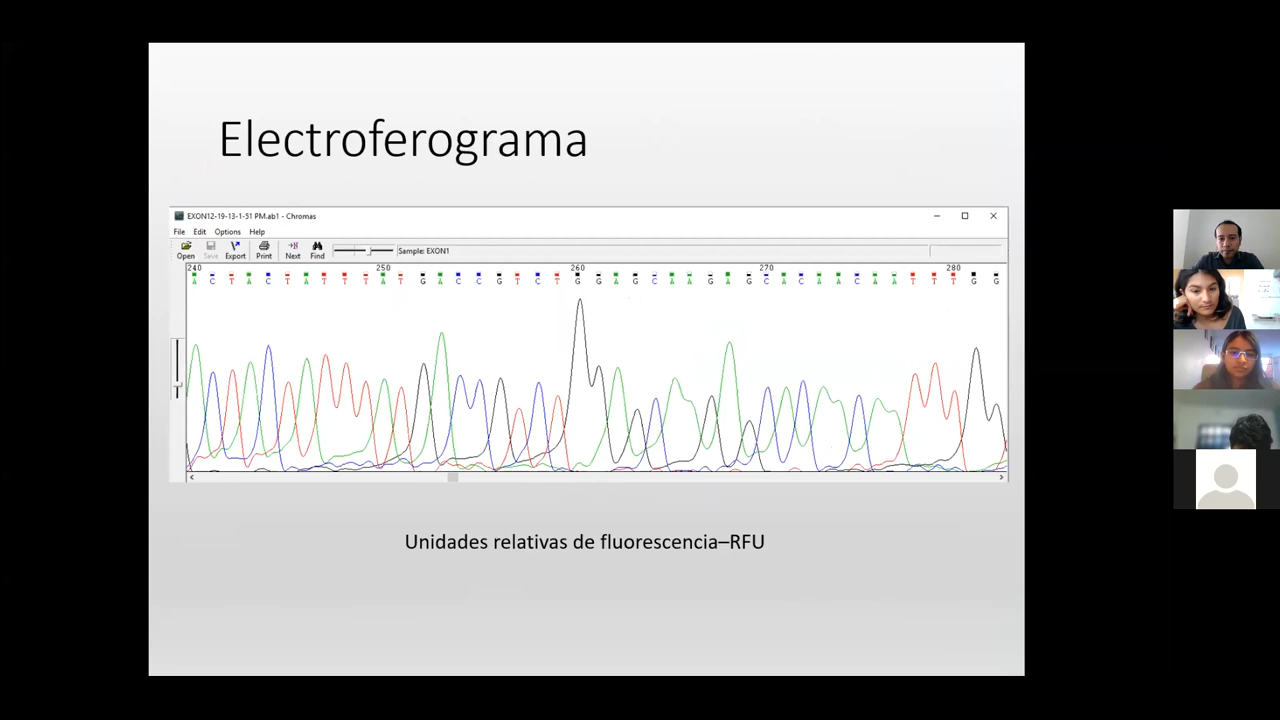 Electroferograma
EXON12-19-13-1-51 PM.ab1 - Chromas
File Edit Options Help
Open Save Export Print Next Find Sample: EXON1
240 250 260 270 280
A C T A C T A T T T A T G A C C G T C T G G A G C A A G A G C A C A A C A A T T T G G
Unidades relativas de fluorescencia–RFU